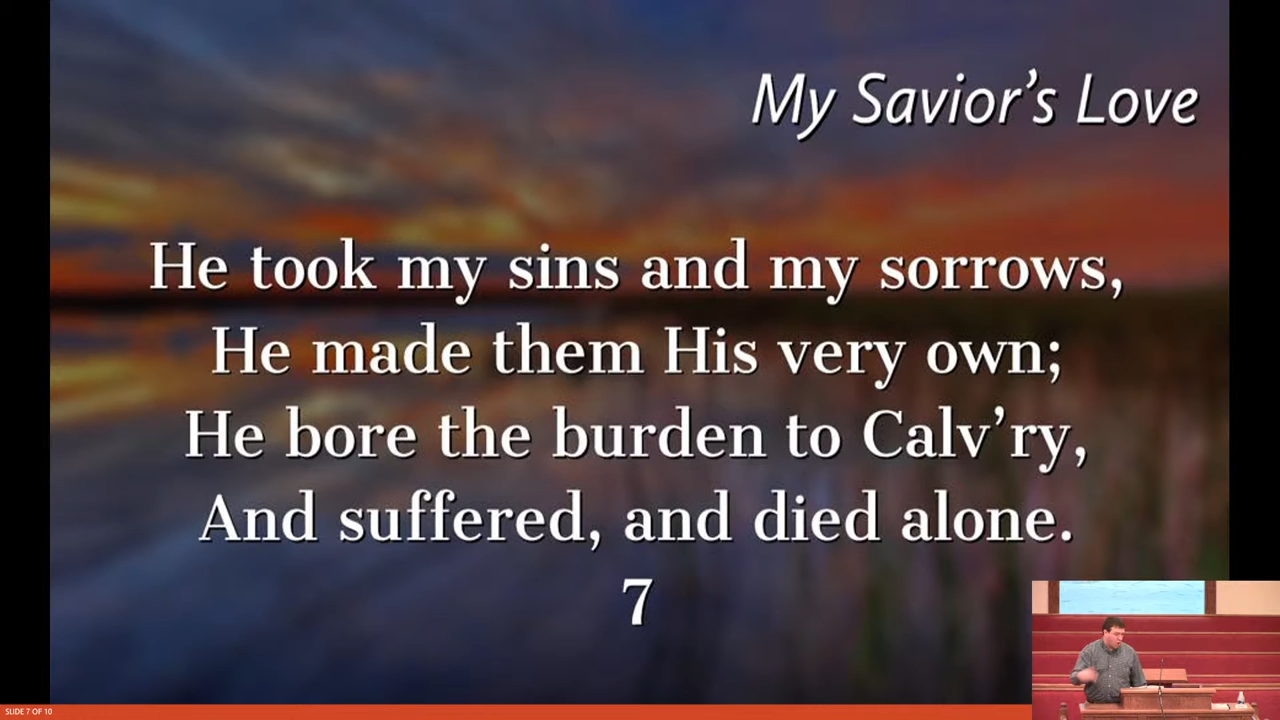 My Savior’s Love
He took my sins and my sorrows,
He made them His very own;
He bore the burden to Calv’ry,
And suffered, and died alone.
7
SLIDE 7 OF 10